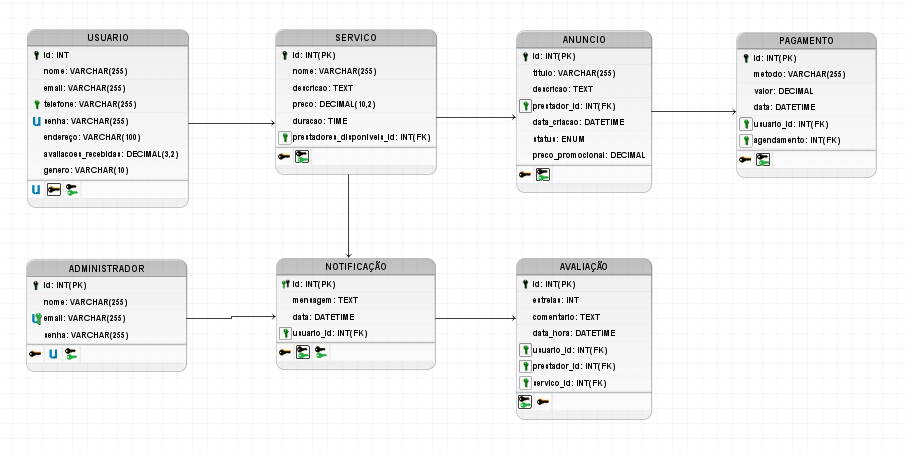 USUARIO
id: INT
nome: VARCHAR(255)
email: VARCHAR(255)
telefone: VARCHAR(255)
senha: VARCHAR(255)
endereço: VARCHAR(100)
avaliacoes_recebidas: DECIMAL(3,2)
genero: VARCHAR(10)
SERVICO
id: INT(PK)
nome: VARCHAR(255)
descricao: TEXT
preco: DECIMAL(10,2)
duracao: TIME
prestadores_disponiveis_id: INT(FK)
ANUNCIO
id: INT(PK)
titulo: VARCHAR(255)
descricao: TEXT
prestador_id: INT(FK)
data_criacao: DATETIME
status: ENUM
preco_promocional: DECIMAL
PAGAMENTO
id: INT(PK)
metodo: VARCHAR(255)
valor: DECIMAL
data: DATETIME
usuario_id: INT(FK)
agendamento: INT(FK)
ADMINISTRADOR
id: INT(PK)
nome: VARCHAR(255)
email: VARCHAR(255)
senha: VARCHAR(255)
NOTIFICAÇÃO
id: INT(PK)
mensagem: TEXT
data: DATETIME
usuario_id: INT(FK)
AVALIAÇÃO
id: INT(PK)
estrelas: INT
comentario: TEXT
data_hora: DATETIME
usuario_id: INT(FK)
prestador_id: INT(FK)
servico_id: INT(FK)